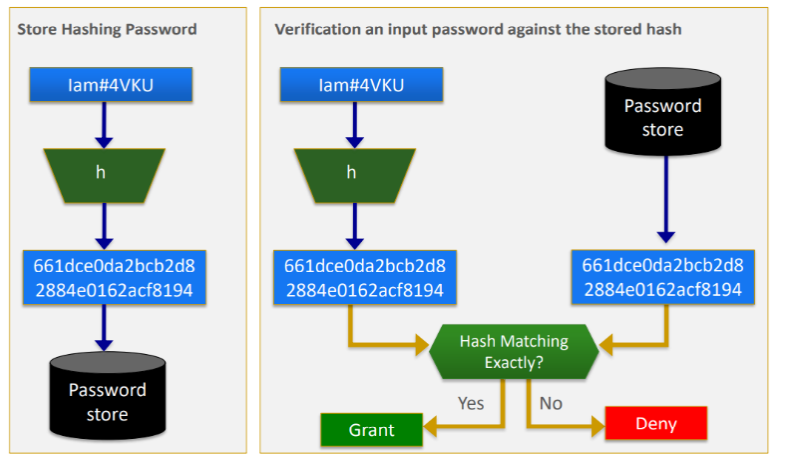 Store Hashing Password
Iam#4VKU
h
661dce0da2bcb2d8
2884e0162acf8194
Password
store
Verification an input password against the stored hash
Iam#4VKU
h
661dce0da2bcb2d8
2884e0162acf8194
Password
store
661dce0da2bcb2d8
2884e0162acf8194
Hash Matching
Exactly?
Yes
No
Grant
Deny